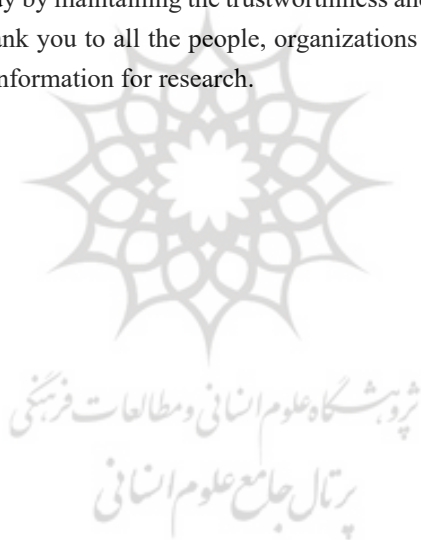 y by maintaining the trustworthiness and
ank you to all the people, organizations
nformation for research.
پژوهشگاه علوم انسانی و مطالعات فرهنگی
پرتال جامع علوم انسانی